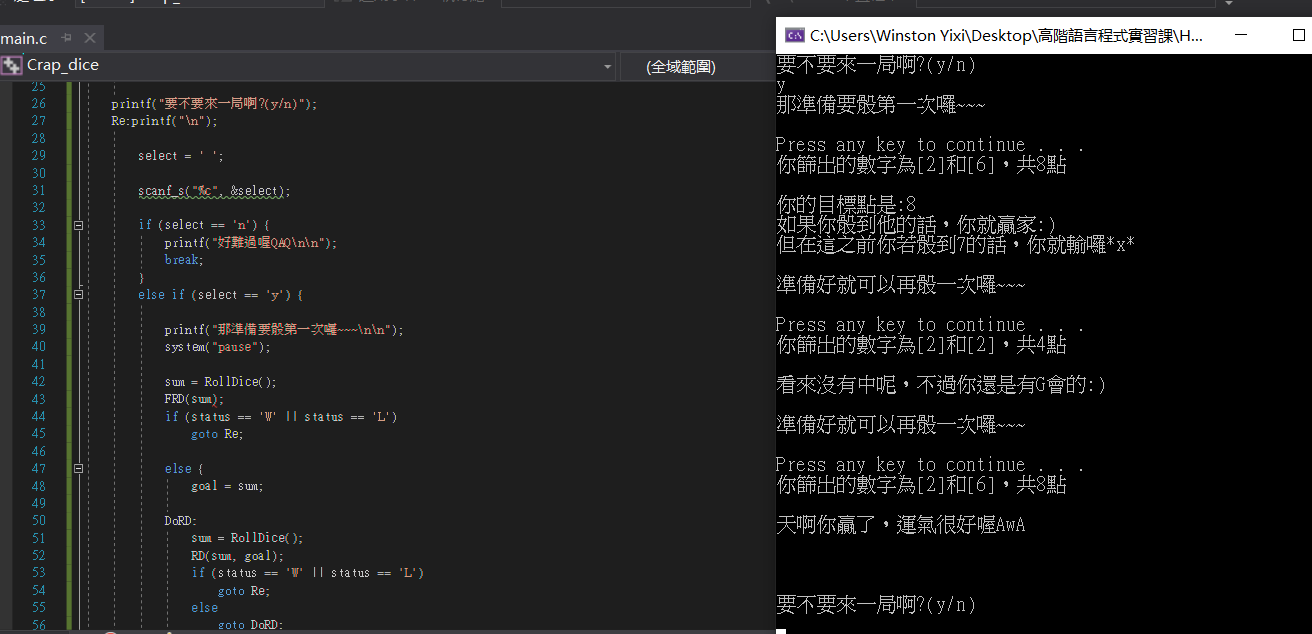 main.c
Crap_dice
(全域範圍)
25
26 printf("要不要來一局啊?(y/n)");
27 Re:printf("\n");
28
29 select = ' ';
30
31 scanf_s("%c", &select);
32
33 if (select == 'n') {
34 printf("好難過喔QAQ\n\n");
35 break;
36 }
37 else if (select == 'y') {
38
39 printf("那準備要骰第一次囉~~~\n\n");
40 system("pause");
41
42 sum = RollDice();
43 FRD(sum);
44 if (status == 'W' || status == 'L')
45 goto Re;
46
47 else {
48 goal = sum;
49
50 DoRD:
51 sum = RollDice();
52 RD(sum, goal);
53 if (status == 'W' || status == 'L')
54 goto Re;
55 else
56 goto DoRD;
C:\Users\Winston Yixi\Desktop\高階語言程式實習課\H...
要不要來一局啊?(y/n)
y
那準備要骰第一次囉~~~
Press any key to continue . . .
你篩出的數字為[2]和[6]，共8點
你的目標點是:8
如果你骰到他的話，你就贏家:)
但在這之前你若骰到7的話，你就輸囉*x*
準備好就可以再骰一次囉~~~
Press any key to continue . . .
你篩出的數字為[2]和[2]，共4點
看來沒有中呢，不過你還是有G會的:)
準備好就可以再骰一次囉~~~
Press any key to continue . . .
你篩出的數字為[2]和[6]，共8點
天啊你贏了，運氣很好喔AwA
要不要來一局啊?(y/n)